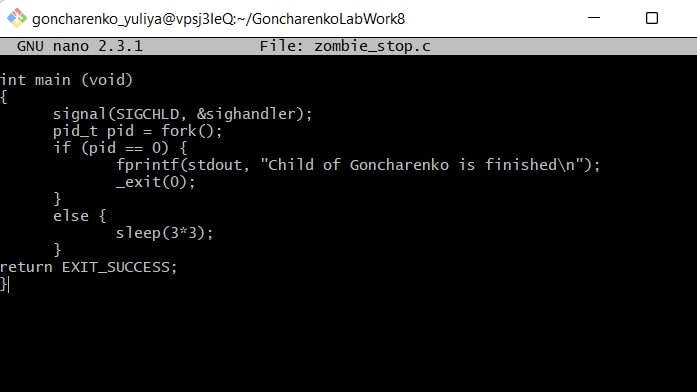 goncharenko_yuliya@vpsj3IeQ:~/GoncharenkoLabWork8
GNU nano 2.3.1 File: zombie_stop.c
int main (void)
{
signal(SIGCHLD, &sighandler);
pid_t pid = fork();
if (pid == 0) {
fprintf(stdout, "Child of Goncharenko is finished\n");
_exit(0);
}
else {
sleep(3*3);
}
return EXIT_SUCCESS;
}